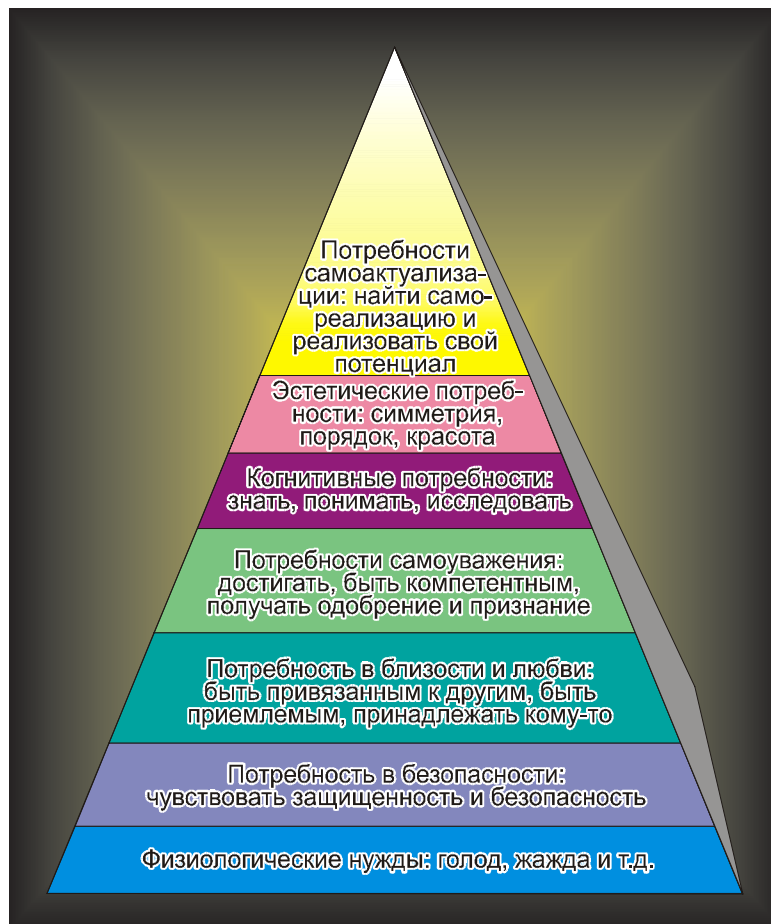 Потребности
самоактуализа-
ции: найти само-
реализацию и
реализовать свой
потенциал
Эстетические потреб-
ности: симметрия,
порядок, красота
Когнитивные потребности:
знать, понимать, исследовать
Потребности самоуважения:
достигать, быть компетентным,
получать одобрение и признание
Потребность в близости и любви:
быть привязанным к другим, быть
приемлемым, принадлежать кому-то
Потребность в безопасности:
чувствовать защищенность и безопасность
Физиологические нужды: голод, жажда и т.д.